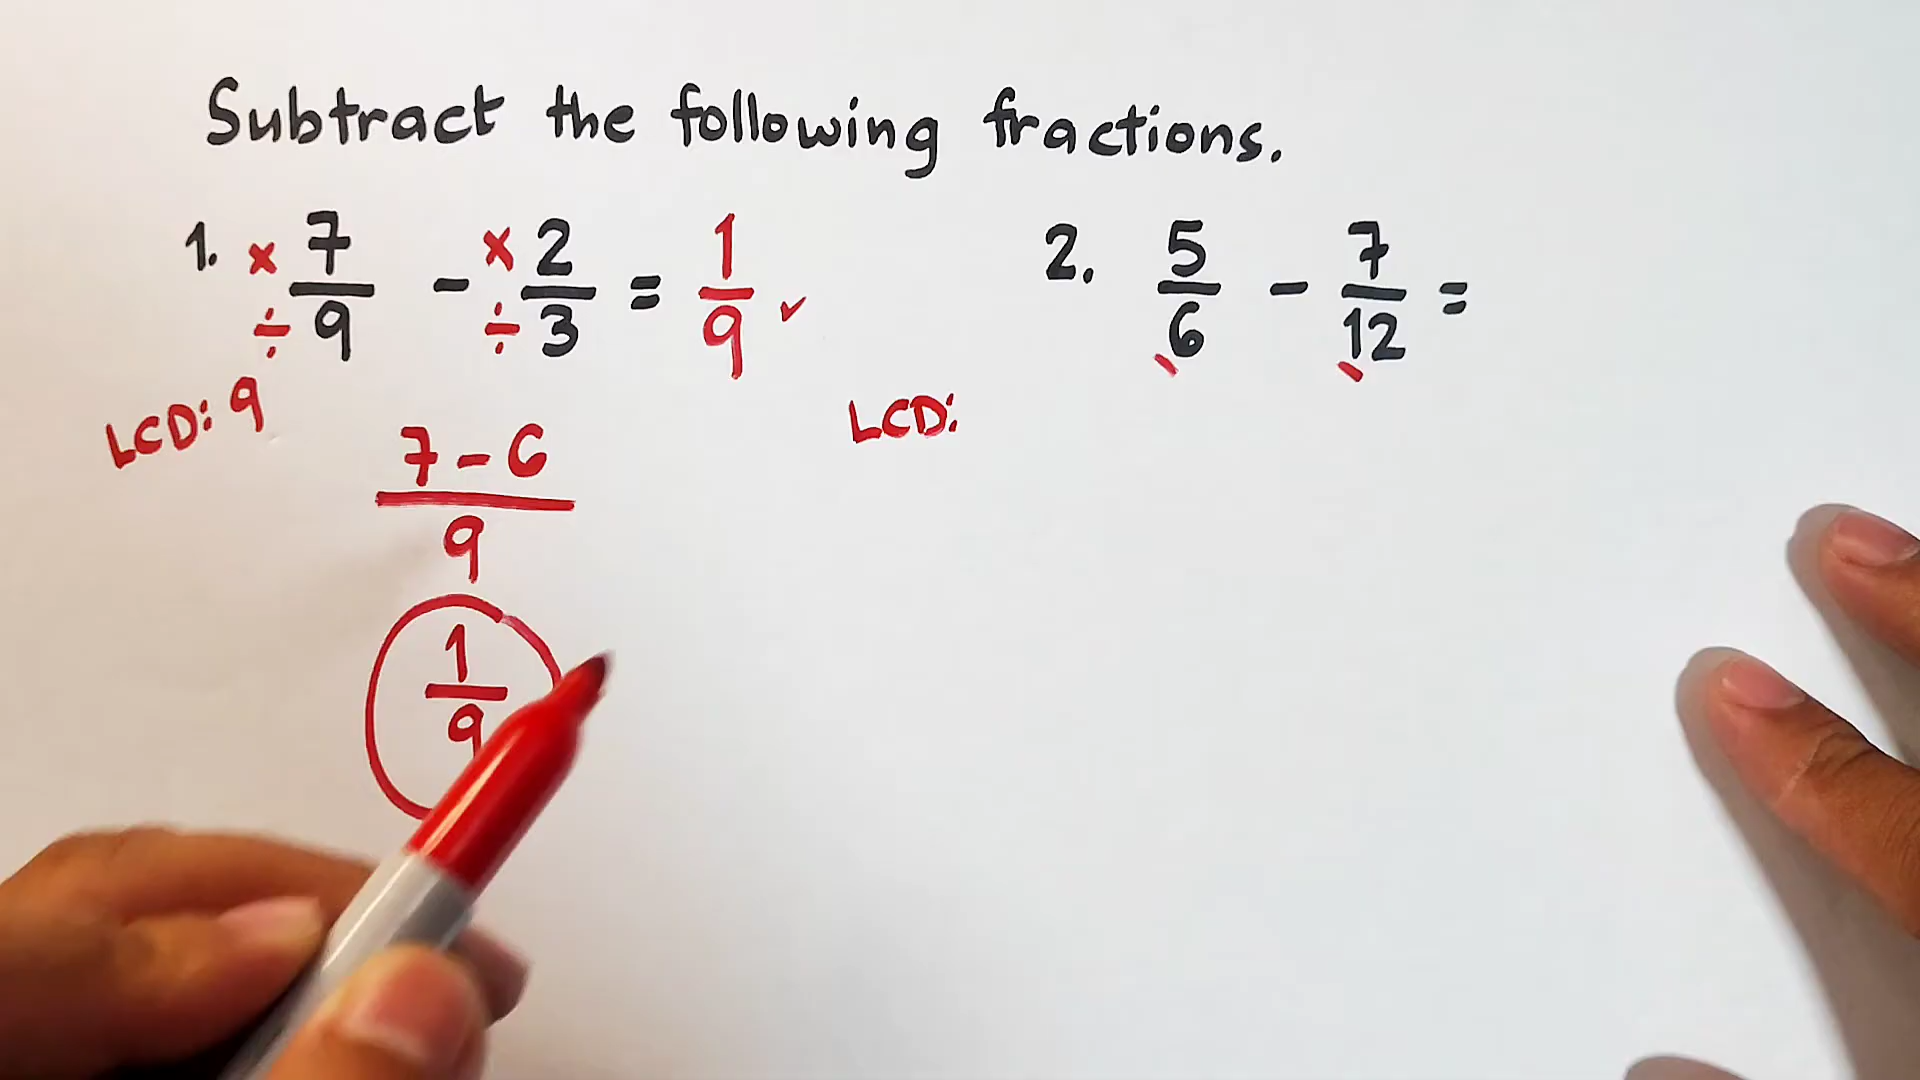 Subtract the following fractions.
1. × 7/÷ 9 - × 2/÷ 3 = 1/9 ✓
LCD: 9
7 - 6
9
1
9
2. 5/6 - 7/12 =
LCD: